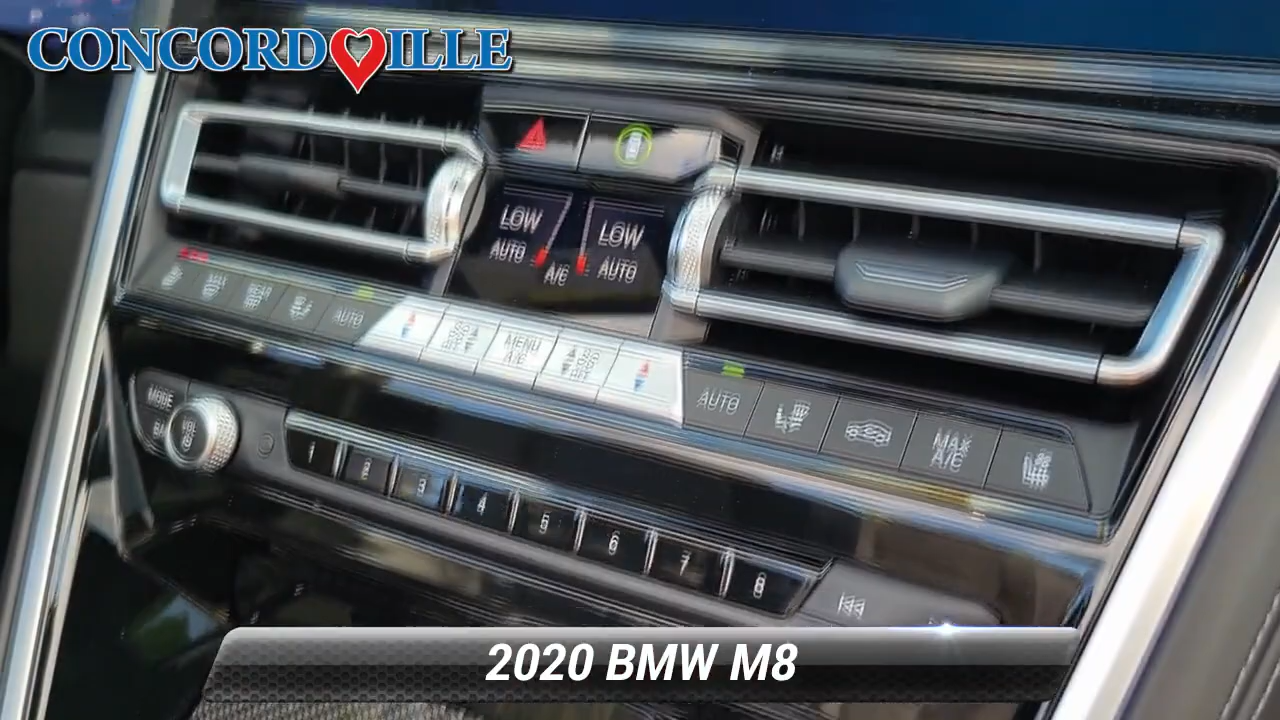 CONCORDVILLE
LOW LOW
AUTO A/C AUTO
AUTO MENU AUTO MAX
A/C
MODE
1 2 3 4 5 6 7 8
2020 BMW M8